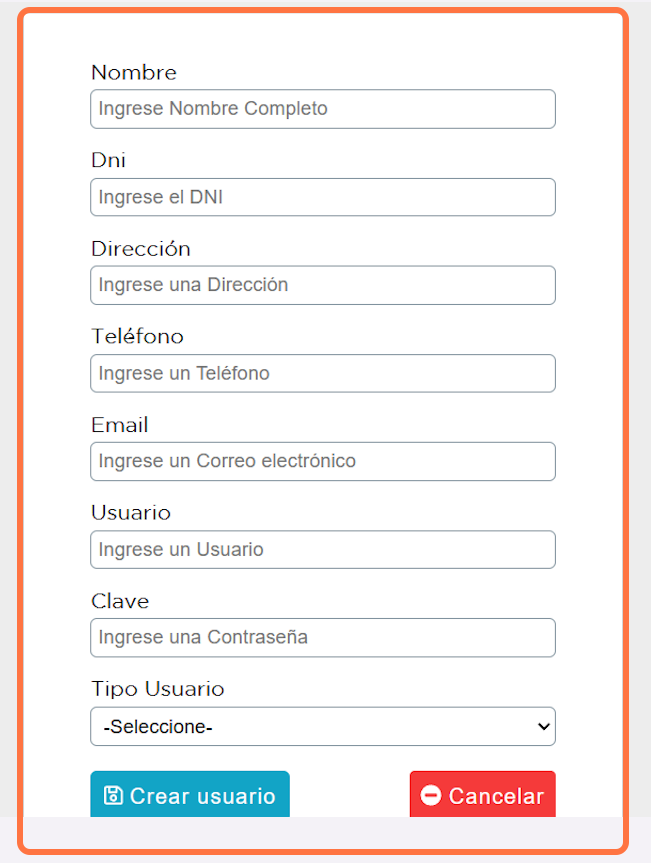 Nombre
Ingrese Nombre Completo
Dni
Ingrese el DNI
Dirección
Ingrese una Dirección
Teléfono
Ingrese un Teléfono
Email
Ingrese un Correo electrónico
Usuario
Ingrese un Usuario
Clave
Ingrese una Contraseña
Tipo Usuario
-Seleccione-
Crear usuario Cancelar